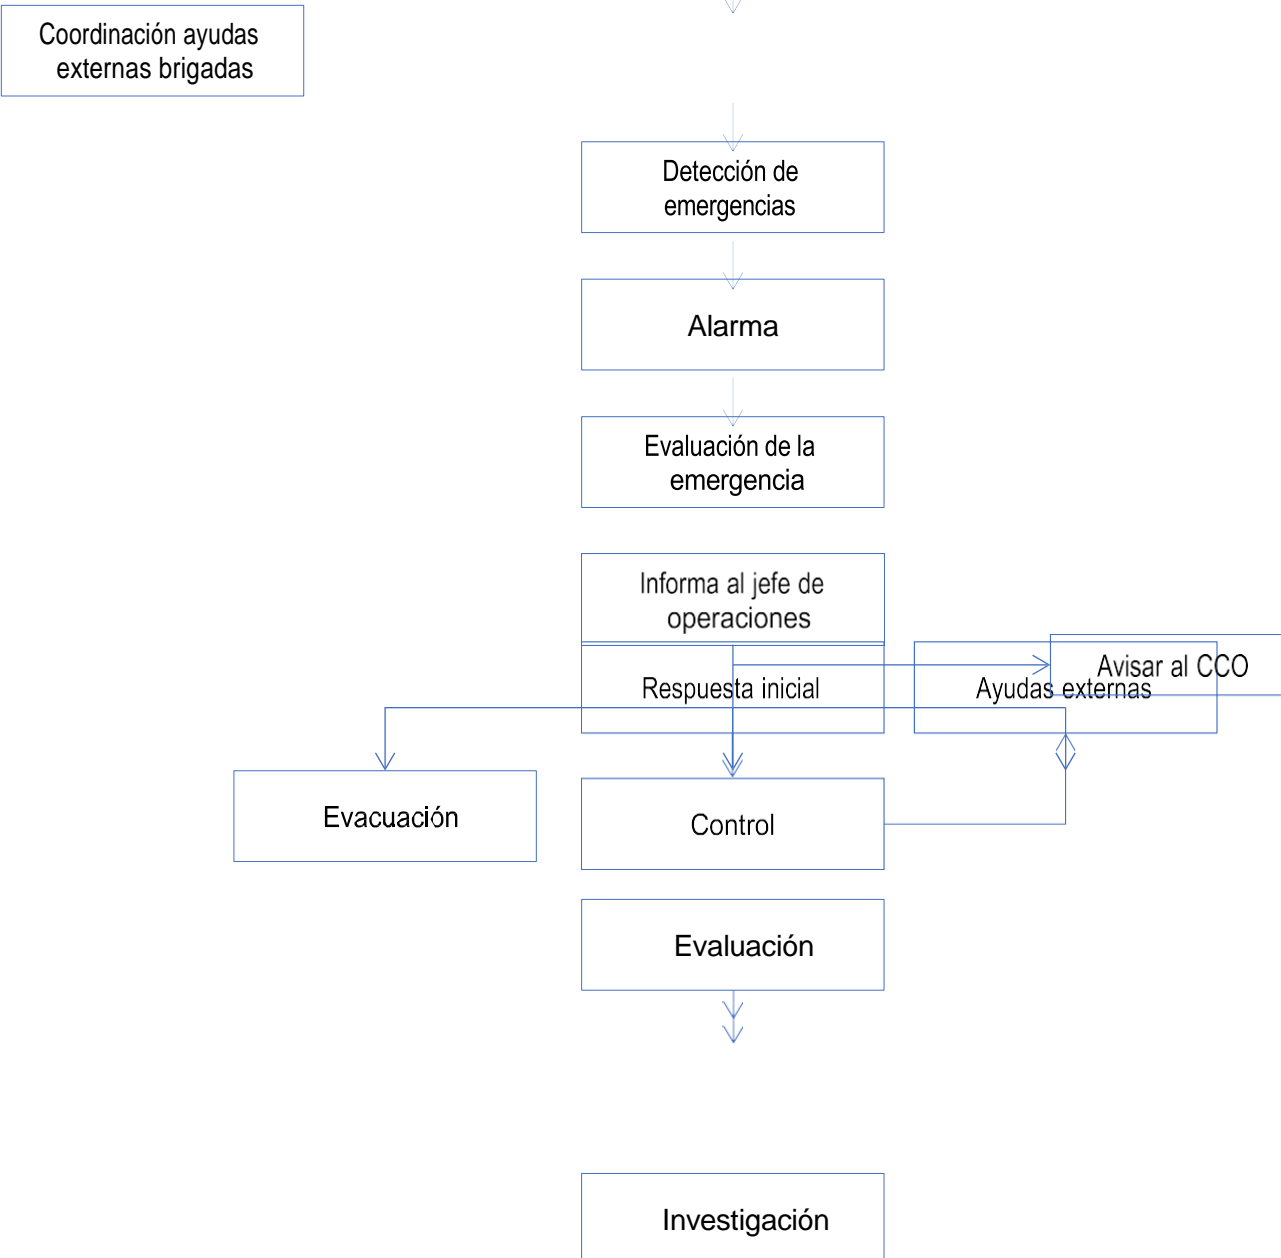 Coordinación ayudas
externas brigadas
Detección de
emergencias
Alarma
Evaluación de la
emergencia
Informa al jefe de
operaciones
Avisar al CCO
Respuesta inicial
Ayudas externas
Evacuación
Control
Evaluación
Investigación